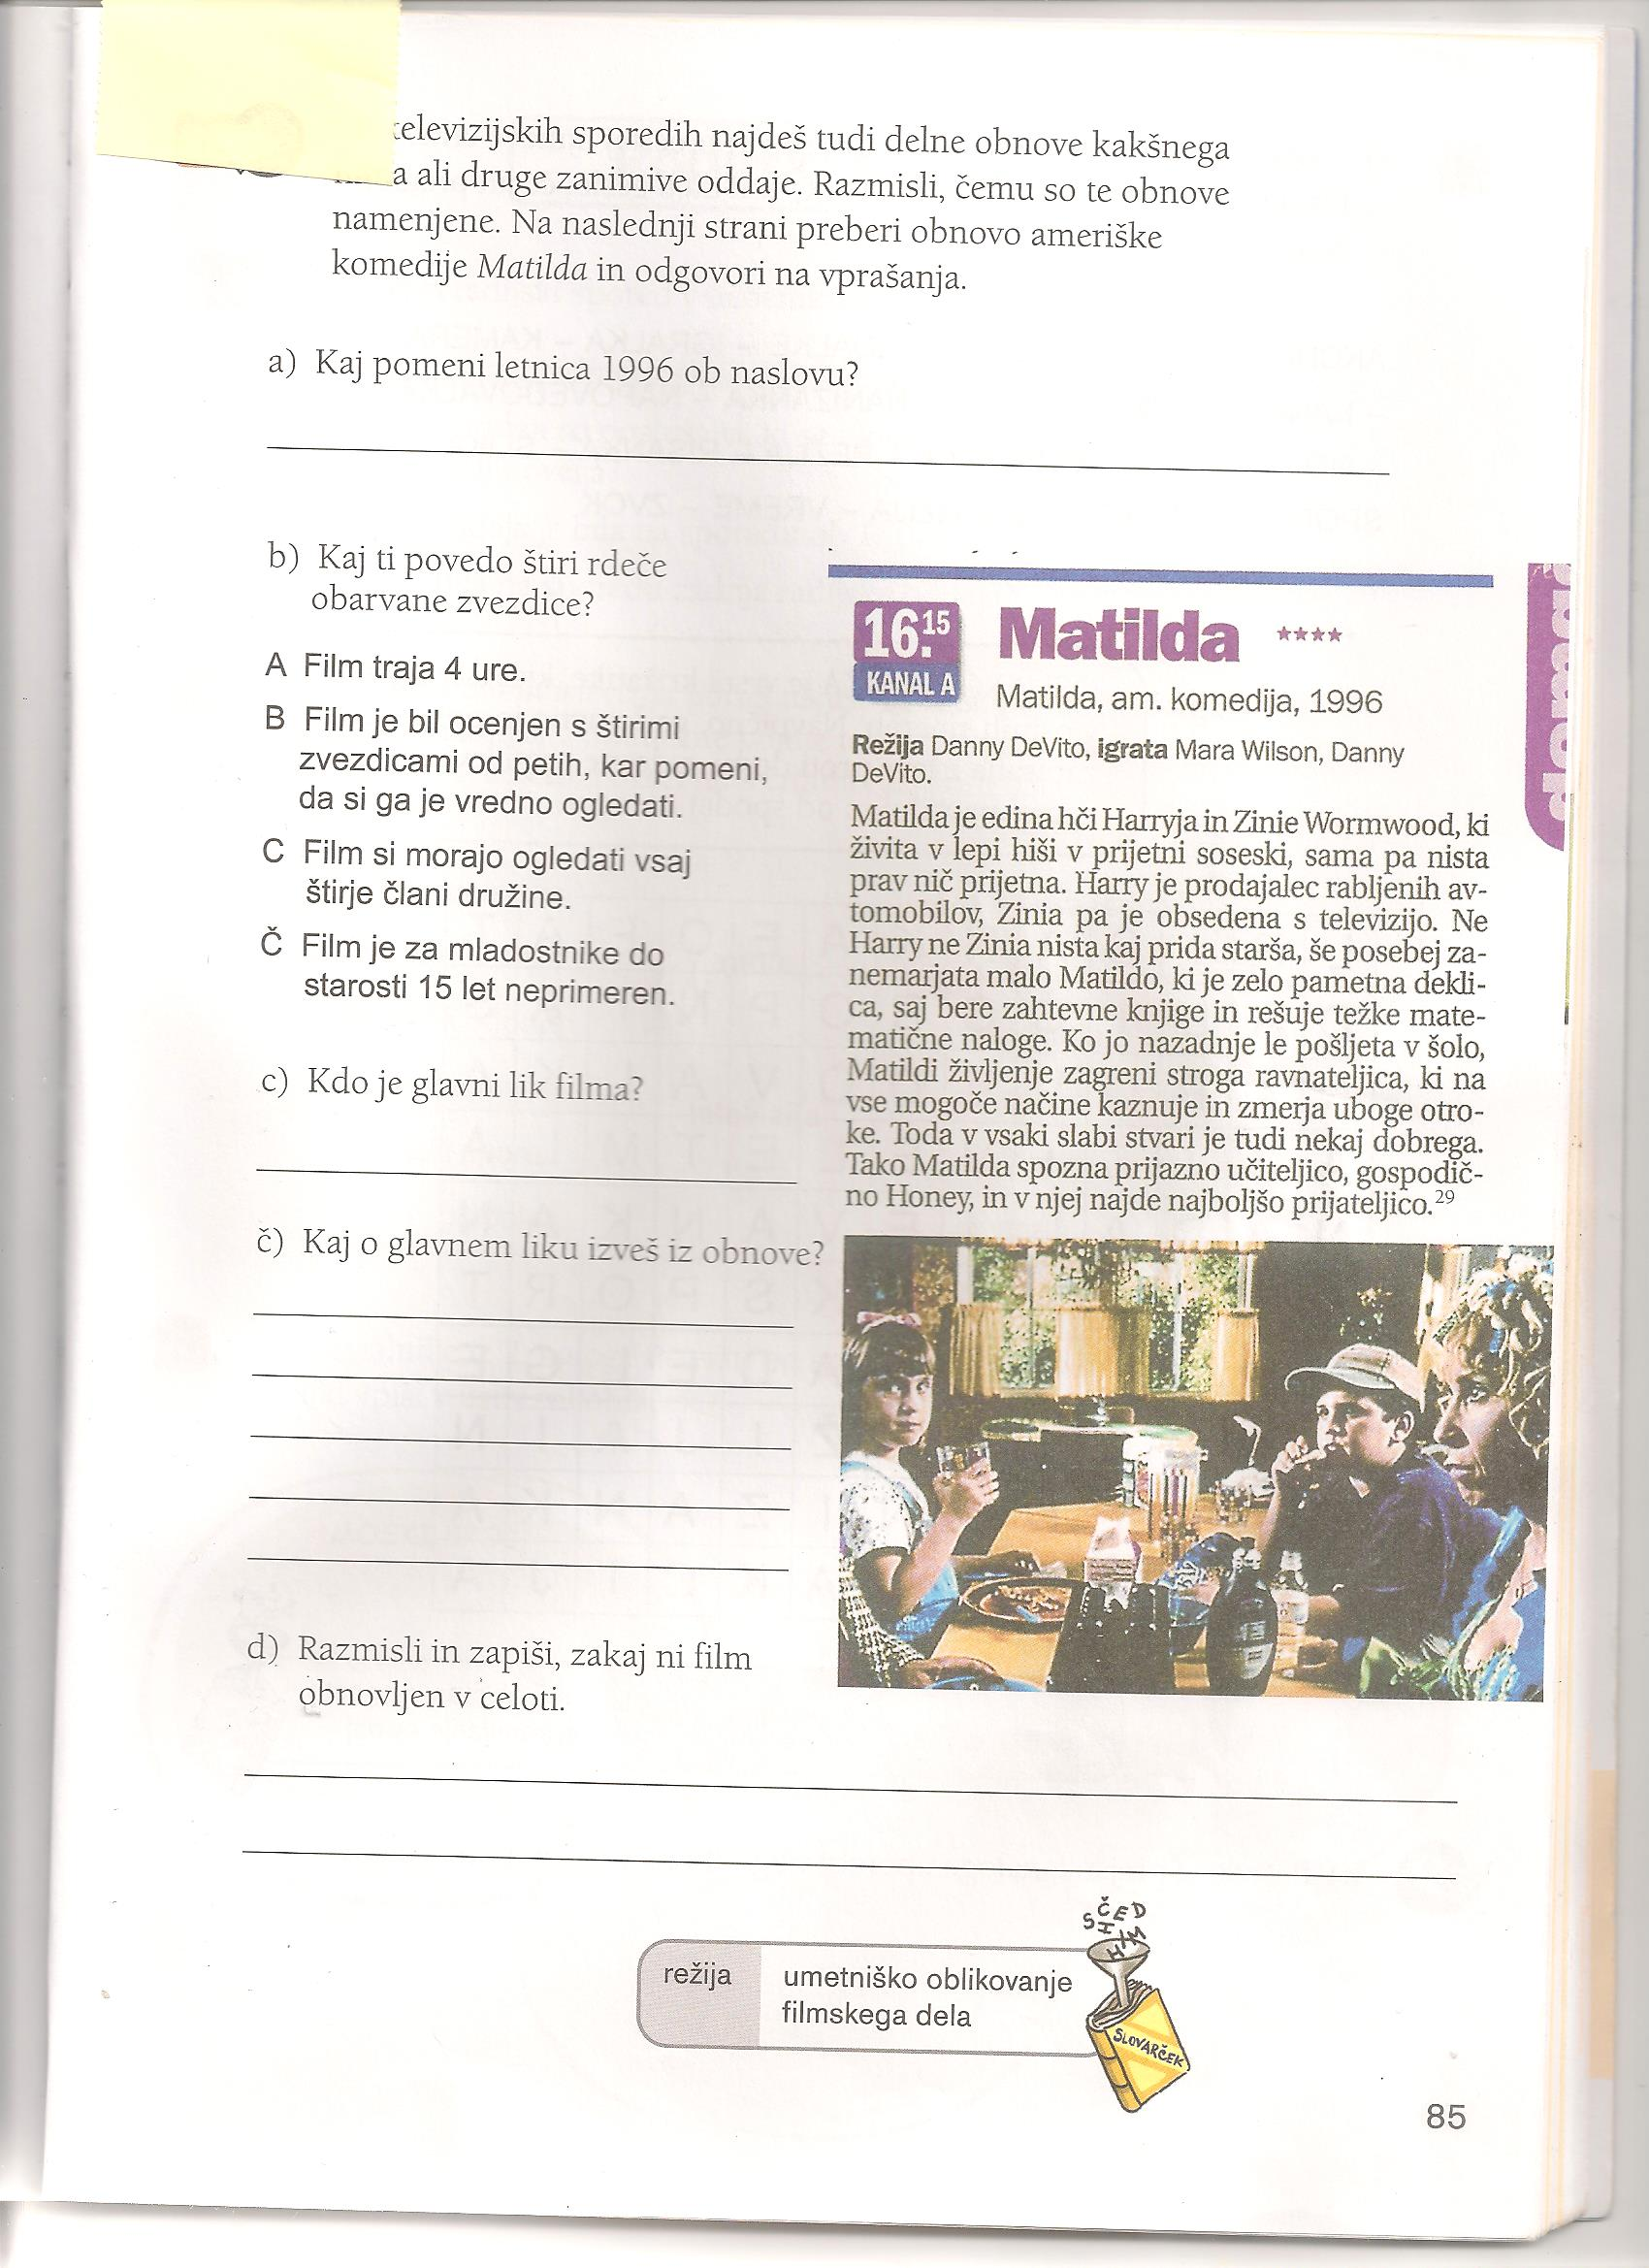 televizijskih sporedih najdeš tudi delne obnove kakšnega
a ali druge zanimive oddaje. Razmisli, čemu so te obnove
namenjene. Na naslednji strani preberi obnovo ameriške
komedije Matilda in odgovori na vprašanja.
a) Kaj pomeni letnica 1996 ob naslovu?
b) Kaj ti povedo štiri rdeče
obarvane zvezdice?
A Film traja 4 ure.
B Film je bil ocenjen s štirimi
zvezdicami od petih, kar pomeni,
da si ga je vredno ogledati.
C Film si morajo ogledati vsaj
štirje člani družine.
Č Film je za mladostnike do
starosti 15 let neprimeren.
c) Kdo je glavni lik filma?
č) Kaj o glavnem liku izveš iz obnove?
d) Razmisli in zapiši, zakaj ni film
obnovljen v celoti.
16.15
KANAL A
Matilda ****
Matilda, am. komedija, 1996
Režija Danny DeVito, igrata Mara Wilson, Danny
DeVito.
Matilda je edina hči Harryja in Zinie Wormwood, ki
živita v lepi hiši v prijetni soseski, sama pa nista
prav nič prijetna. Harry je prodajalec rabljenih av-
tomobilov, Zinia pa je obsedena s televizijo. Ne
Harry ne Zinia nista kaj prida starša, še posebej za-
nemarjata malo Matildo, ki je zelo pametna dekli-
ca, saj bere zahtevne knjige in rešuje težke mate-
matične naloge. Ko jo nazadnje le pošljeta v šolo,
Matildi življenje zagreni stroga ravnateljica, ki na
vse mogoče načine kaznuje in zmerja uboge otro-
ke. Toda v vsaki slabi stvari je tudi nekaj dobrega.
Tako Matilda spozna prijazno učiteljico, gospodič-
no Honey, in v njej najde najboljšo prijateljico.29
režija
umetniško oblikovanje
filmskega dela
SLOVARČEK
85